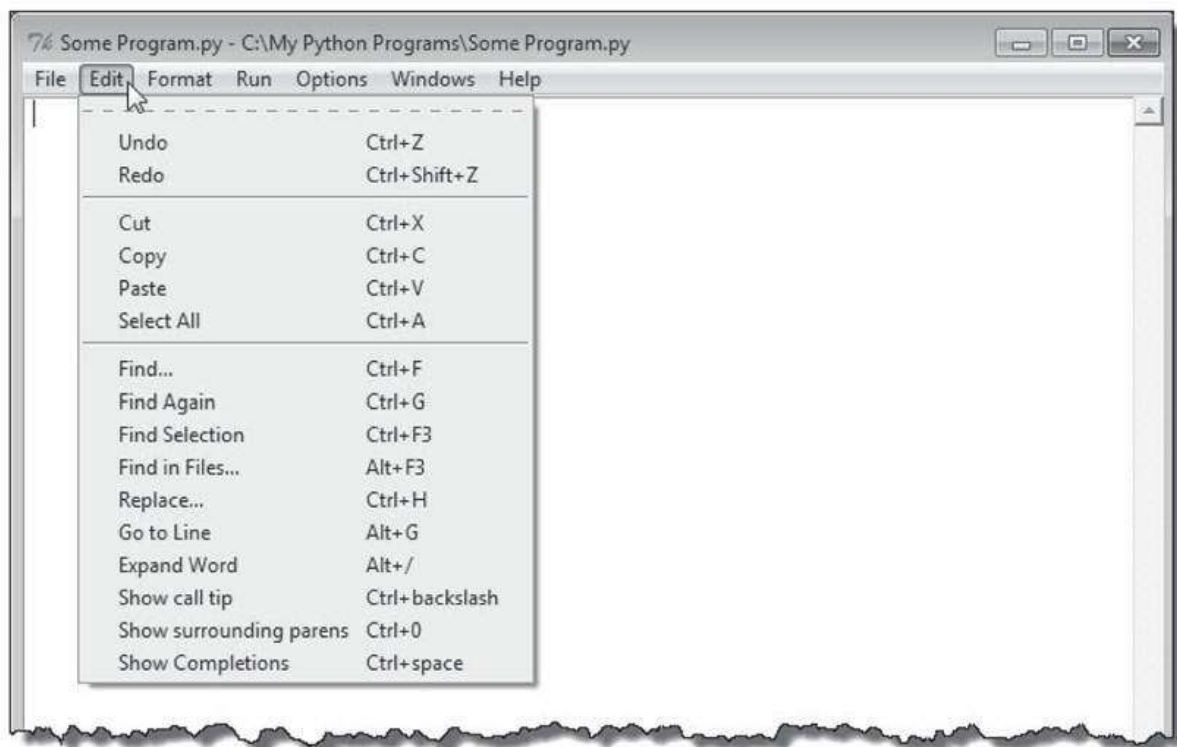 Some Program.py - C:\My Python Programs\Some Program.py
File Edit Format Run Options Windows Help
Undo Ctrl+Z
Redo Ctrl+Shift+Z
Cut Ctrl+X
Copy Ctrl+C
Paste Ctrl+V
Select All Ctrl+A
Find... Ctrl+F
Find Again Ctrl+G
Find Selection Ctrl+F3
Find in Files... Alt+F3
Replace... Ctrl+H
Go to Line Alt+G
Expand Word Alt+/
Show call tip Ctrl+backslash
Show surrounding parens Ctrl+0
Show Completions Ctrl+space